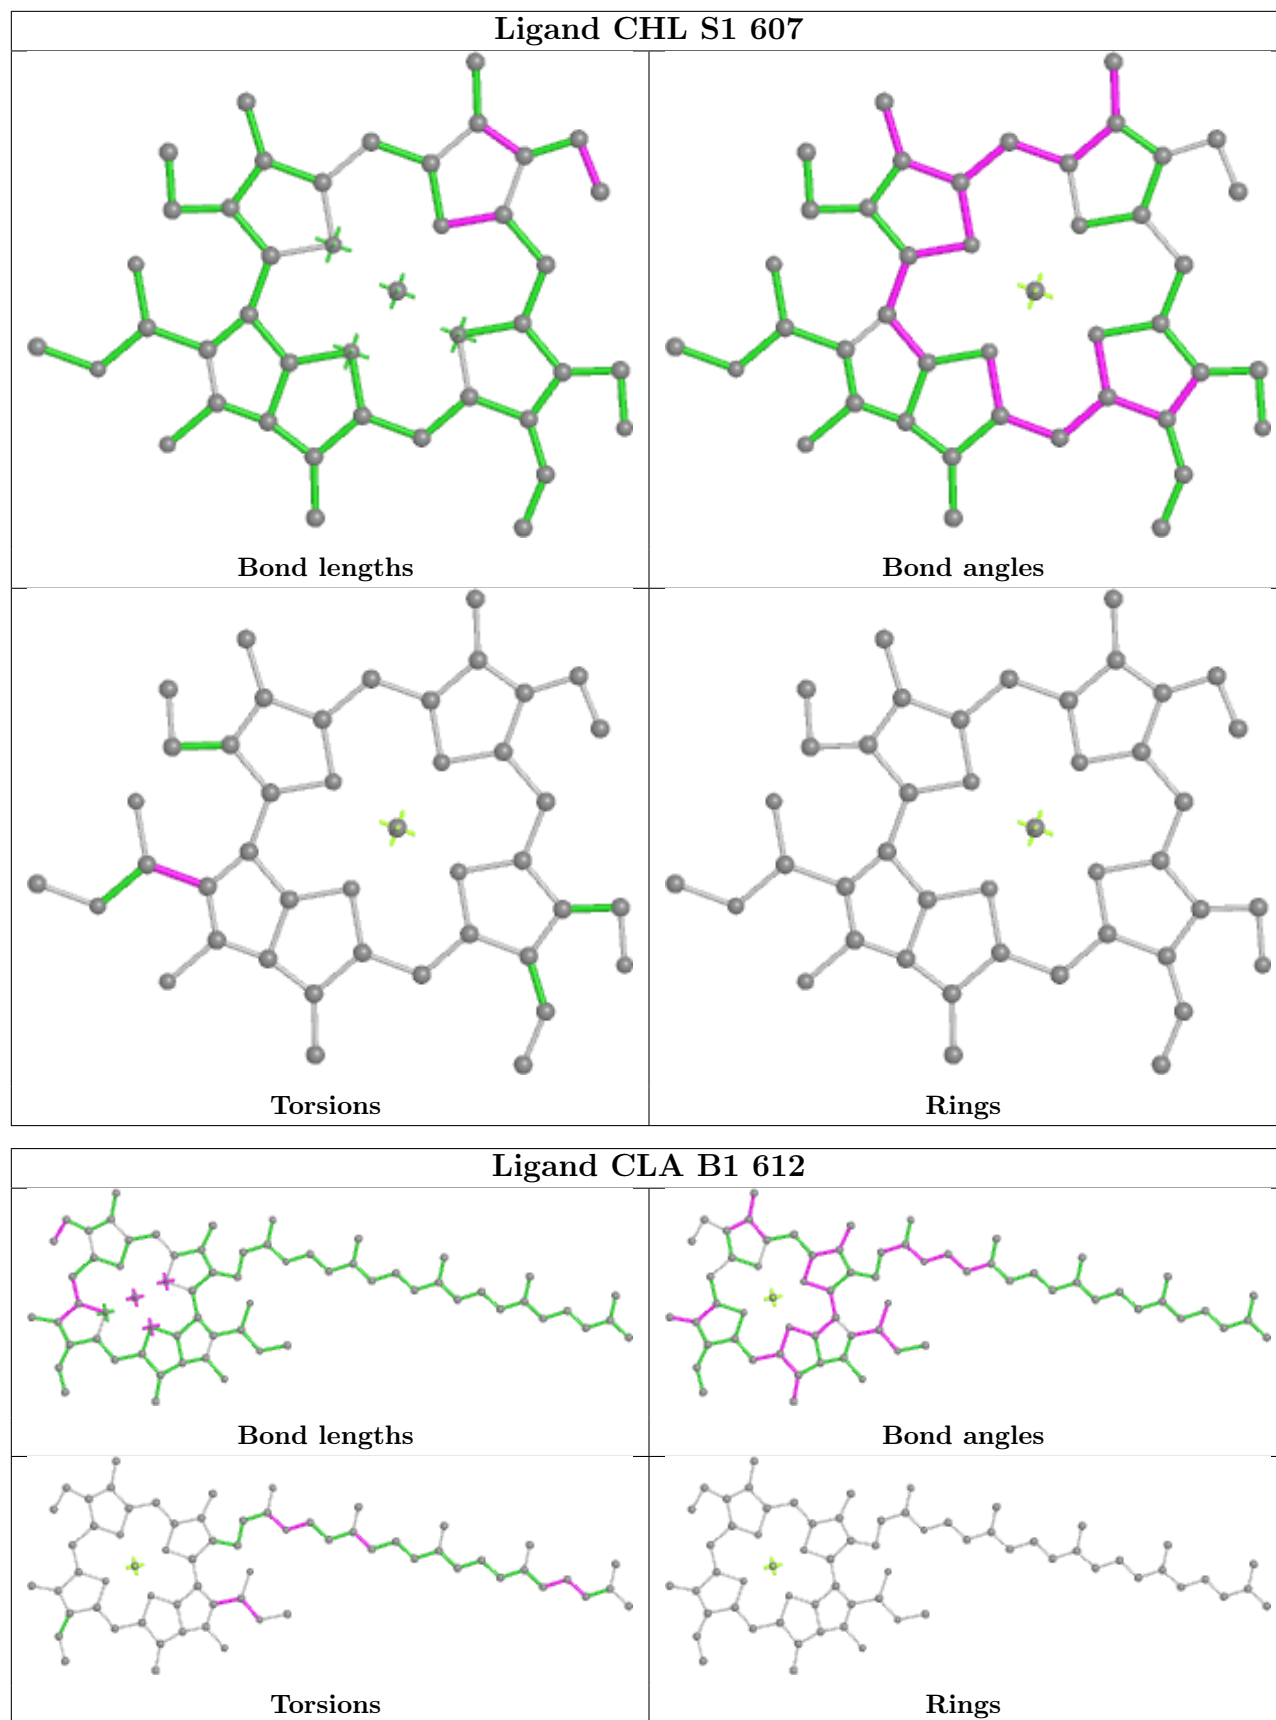 Ligand CHL S1 607
Bond lengths
Bond angles
Torsions
Rings
Ligand CLA B1 612
Bond lengths
Bond angles
Torsions
Rings